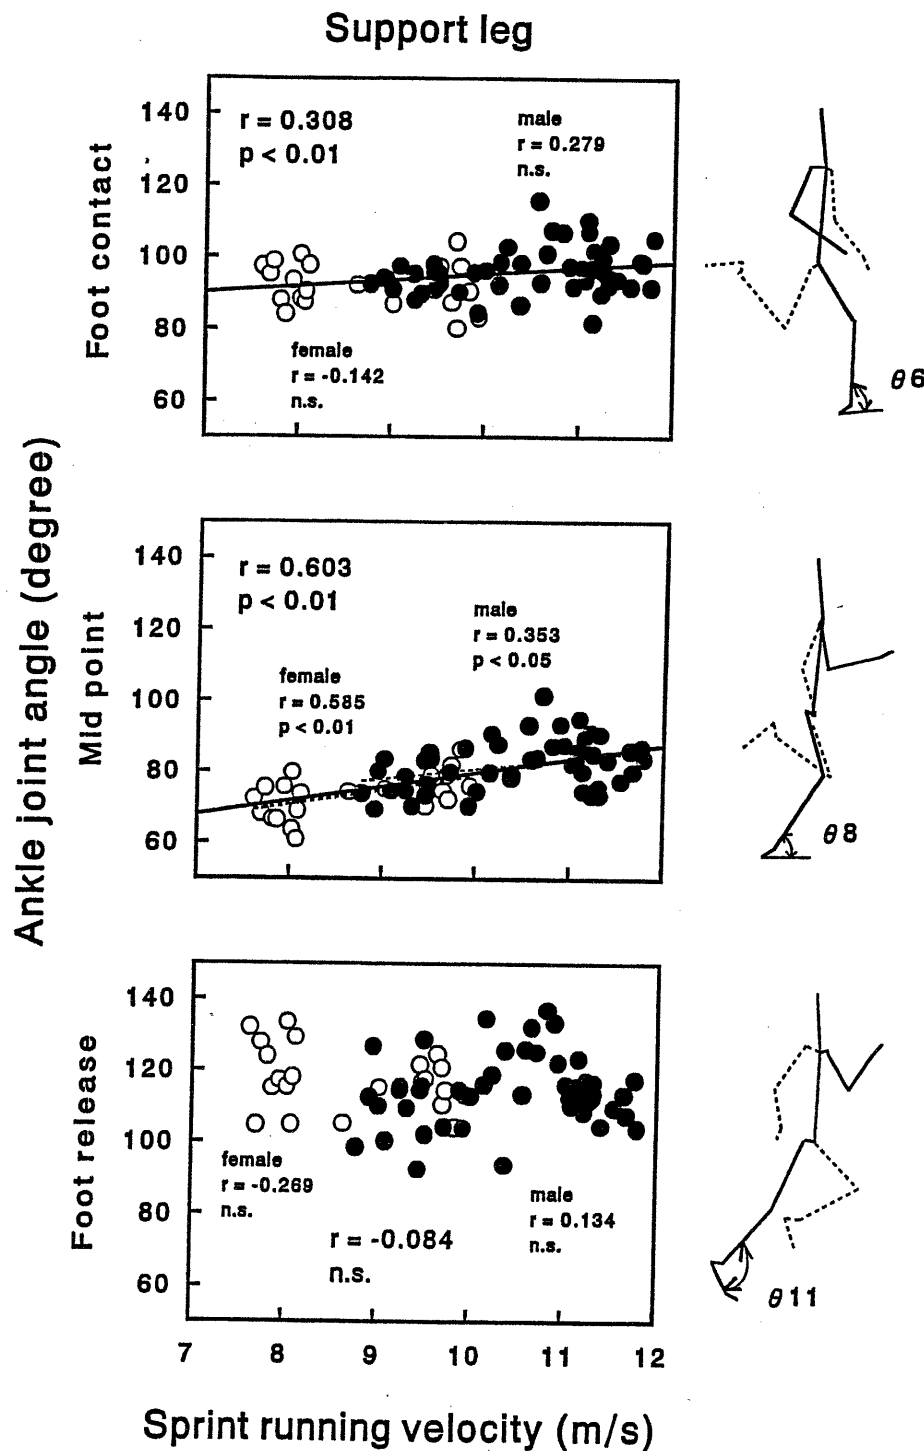 Support leg
Foot contact
140
120
100
80
60
r = 0.308
p < 0.01
male
r = 0.279
n.s.
female
r = -0.142
n.s.
θ6
Ankle joint angle (degree)
Mid point
140
120
100
80
60
r = 0.603
p < 0.01
male
r = 0.353
p < 0.05
female
r = 0.585
p < 0.01
θ8
Foot release
140
120
100
80
60
female
r = -0.269
n.s.
male
r = 0.134
n.s.
r = -0.084
n.s.
θ11
7 8 9 10 11 12
Sprint running velocity (m/s)